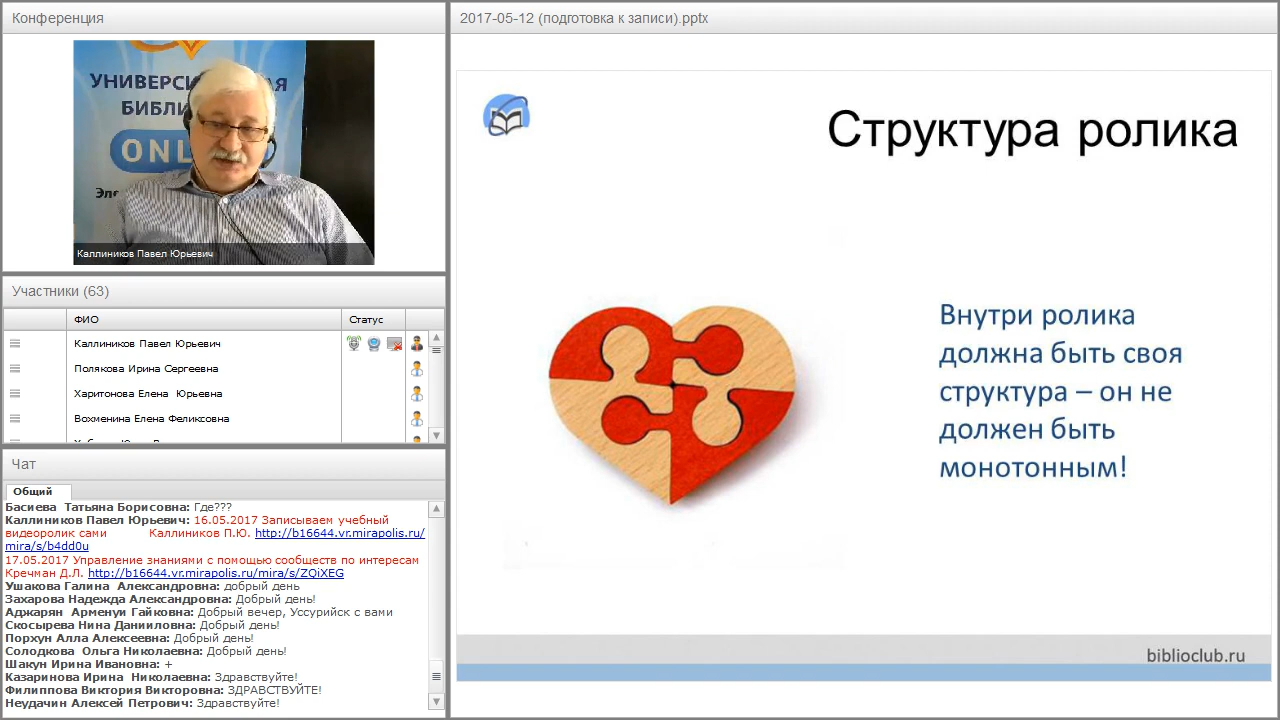 Конференция
УНИВЕРСИ
АЯ
БИБЛИ
ONL
Каллиников Павел Юрьевич
Участники (63)
ФИО Статус
Каллиников Павел Юрьевич
Полякова Ирина Сергеевна
Харитонова Елена Юрьевна
Вохменина Елена Феликсовна
Чат
Общий
Басиева Татьяна Борисовна: Где???
Каллиников Павел Юрьевич: 16.05.2017 Записываем учебный
видеоролик сами Каллиников П.Ю. http://b16644.vr.mirapolis.ru/
mira/s/b4dd0u
17.05.2017 Управление знаниями с помощью сообществ по интересам
Кречман Д.Л. http://b16644.vr.mirapolis.ru/mira/s/ZQiXEG
Ушакова Галина Александровна: добрый день
Захарова Надежда Александровна: Добрый день!
Аджарян Арменуи Гайковна: Добрый вечер, Уссурийск с вами
Скосырева Нина Данииловна: Добрый день!
Порхун Алла Алексеевна: Добрый день!
Солодкова Ольга Николаевна: Добрый день!
Шакун Ирина Ивановна: +
Казаринова Ирина Николаевна: Здравствуйте!
Филиппова Виктория Викторовна: ЗДРАВСТВУЙТЕ!
Неудачин Алексей Петрович: Здравствуйте!
2017-05-12 (подготовка к записи).pptx
Структура ролика
Внутри ролика
должна быть своя
структура – он не
должен быть
монотонным!
biblioclub.ru